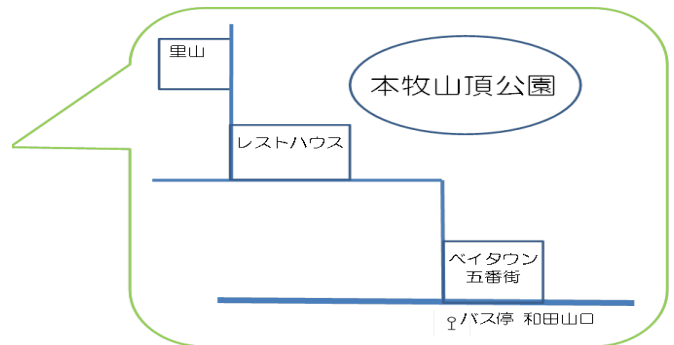 里山
本牧山頂公園
レストハウス
ベイタウン
五番街
バス停 和田山口